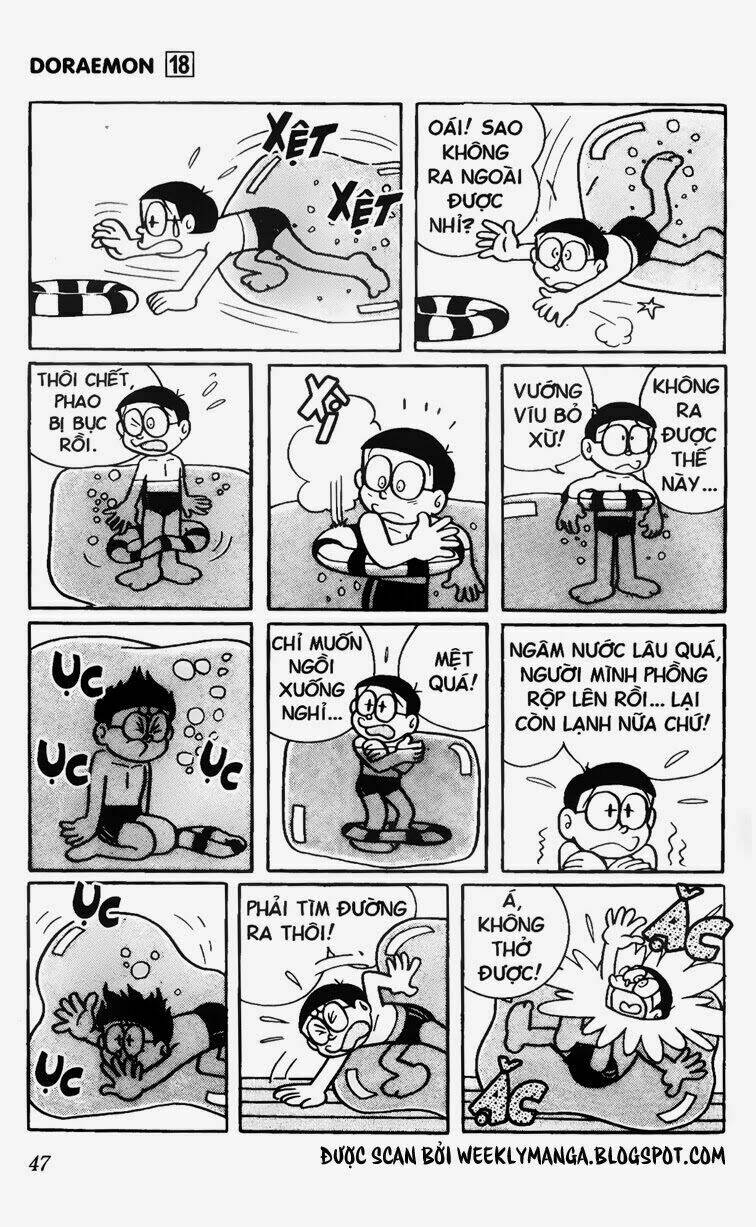 DORAEMON 18
XỆT
XỆT
OÁI! SAO
KHÔNG
RA NGOÀI
ĐƯỢC
NHỈ?
THÔI CHẾT,
PHAO
BỊ BỤC
RỒI.
VƯỚNG
VÍU BỎ
XỪ!
KHÔNG
RA
ĐƯỢC
THẾ
NÀY...
ỤC
ỤC
ỤC
CHỈ MUỐN
NGỒI
XUỐNG
NGHỈ...
MỆT
QUÁ!
NGÂM NƯỚC LÂU QUÁ,
NGƯỜI MÌNH PHỒNG
RỘP LÊN RỒI... LẠI
CÒN LẠNH NỮA CHỨ!
ỤC
ỤC
PHẢI TÌM ĐƯỜNG
RA THÔI!
Á,
KHÔNG
THỞ
ĐƯỢC!
ẶC
ẶC
47
ĐƯỢC SCAN BỞI WEEKLYMANGA.BLOGSPOT.COM